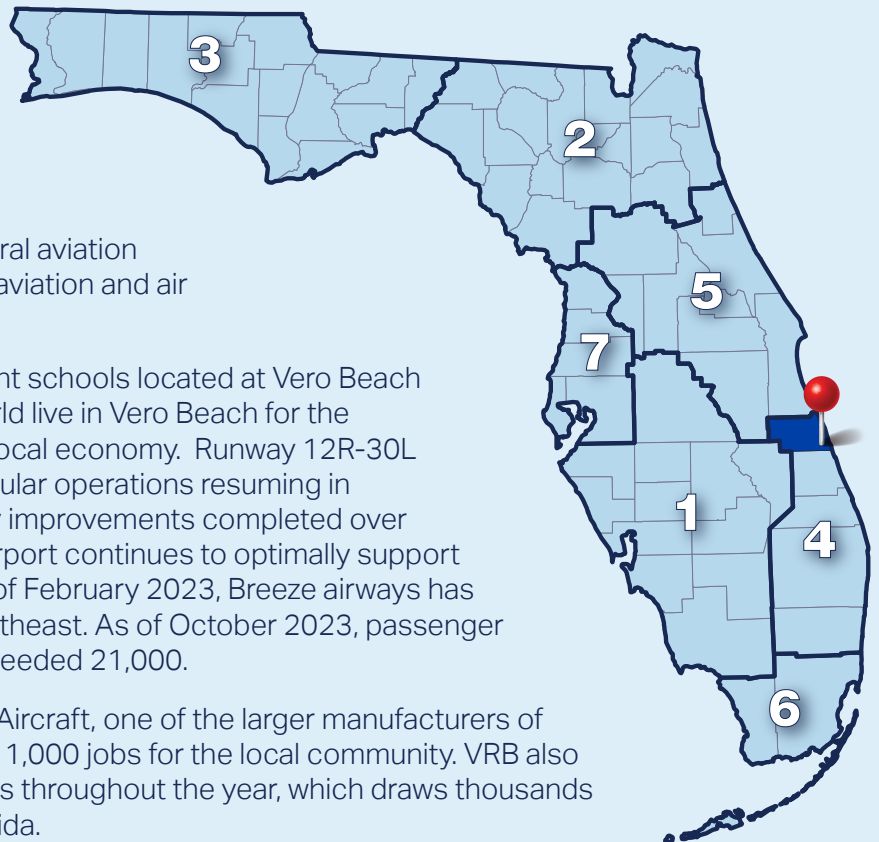 3
2
ral aviation
aviation and air
5
7
nt schools located at Vero Beach
rld live in Vero Beach for the
local economy. Runway 12R-30L
ular operations resuming in
improvements completed over
1
4
rport continues to optimally support
of February 2023, Breeze airways has
theast. As of October 2023, passenger
eeded 21,000.
6
Aircraft, one of the larger manufacturers of
1,000 jobs for the local community. VRB also
s throughout the year, which draws thousands
ida.